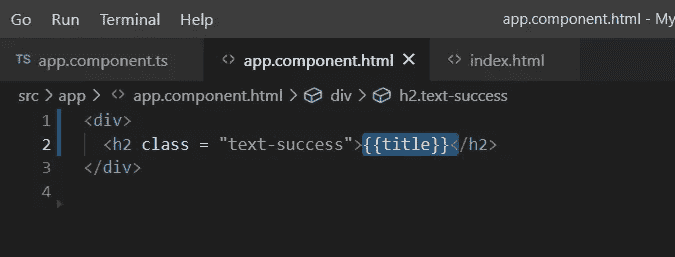 Go Run Terminal Help app.component.html - My
TS app.component.ts <> app.component.html × <> index.html
src > app > <> app.component.html > div > h2.text-success
1 <div>
2 <h2 class = "text-success">{{title}}</h2>
3 </div>
4